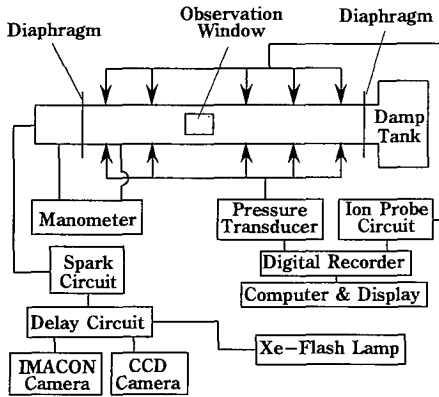 Observation
Window
Diaphragm
Diaphragm
Damp
Tank
Manometer
Pressure
Transducer
Ion Probe
Circuit
Spark
Circuit
Digital Recorder
Computer & Display
Delay Circuit
Xe-Flash Lamp
IMACON
Camera
CCD
Camera